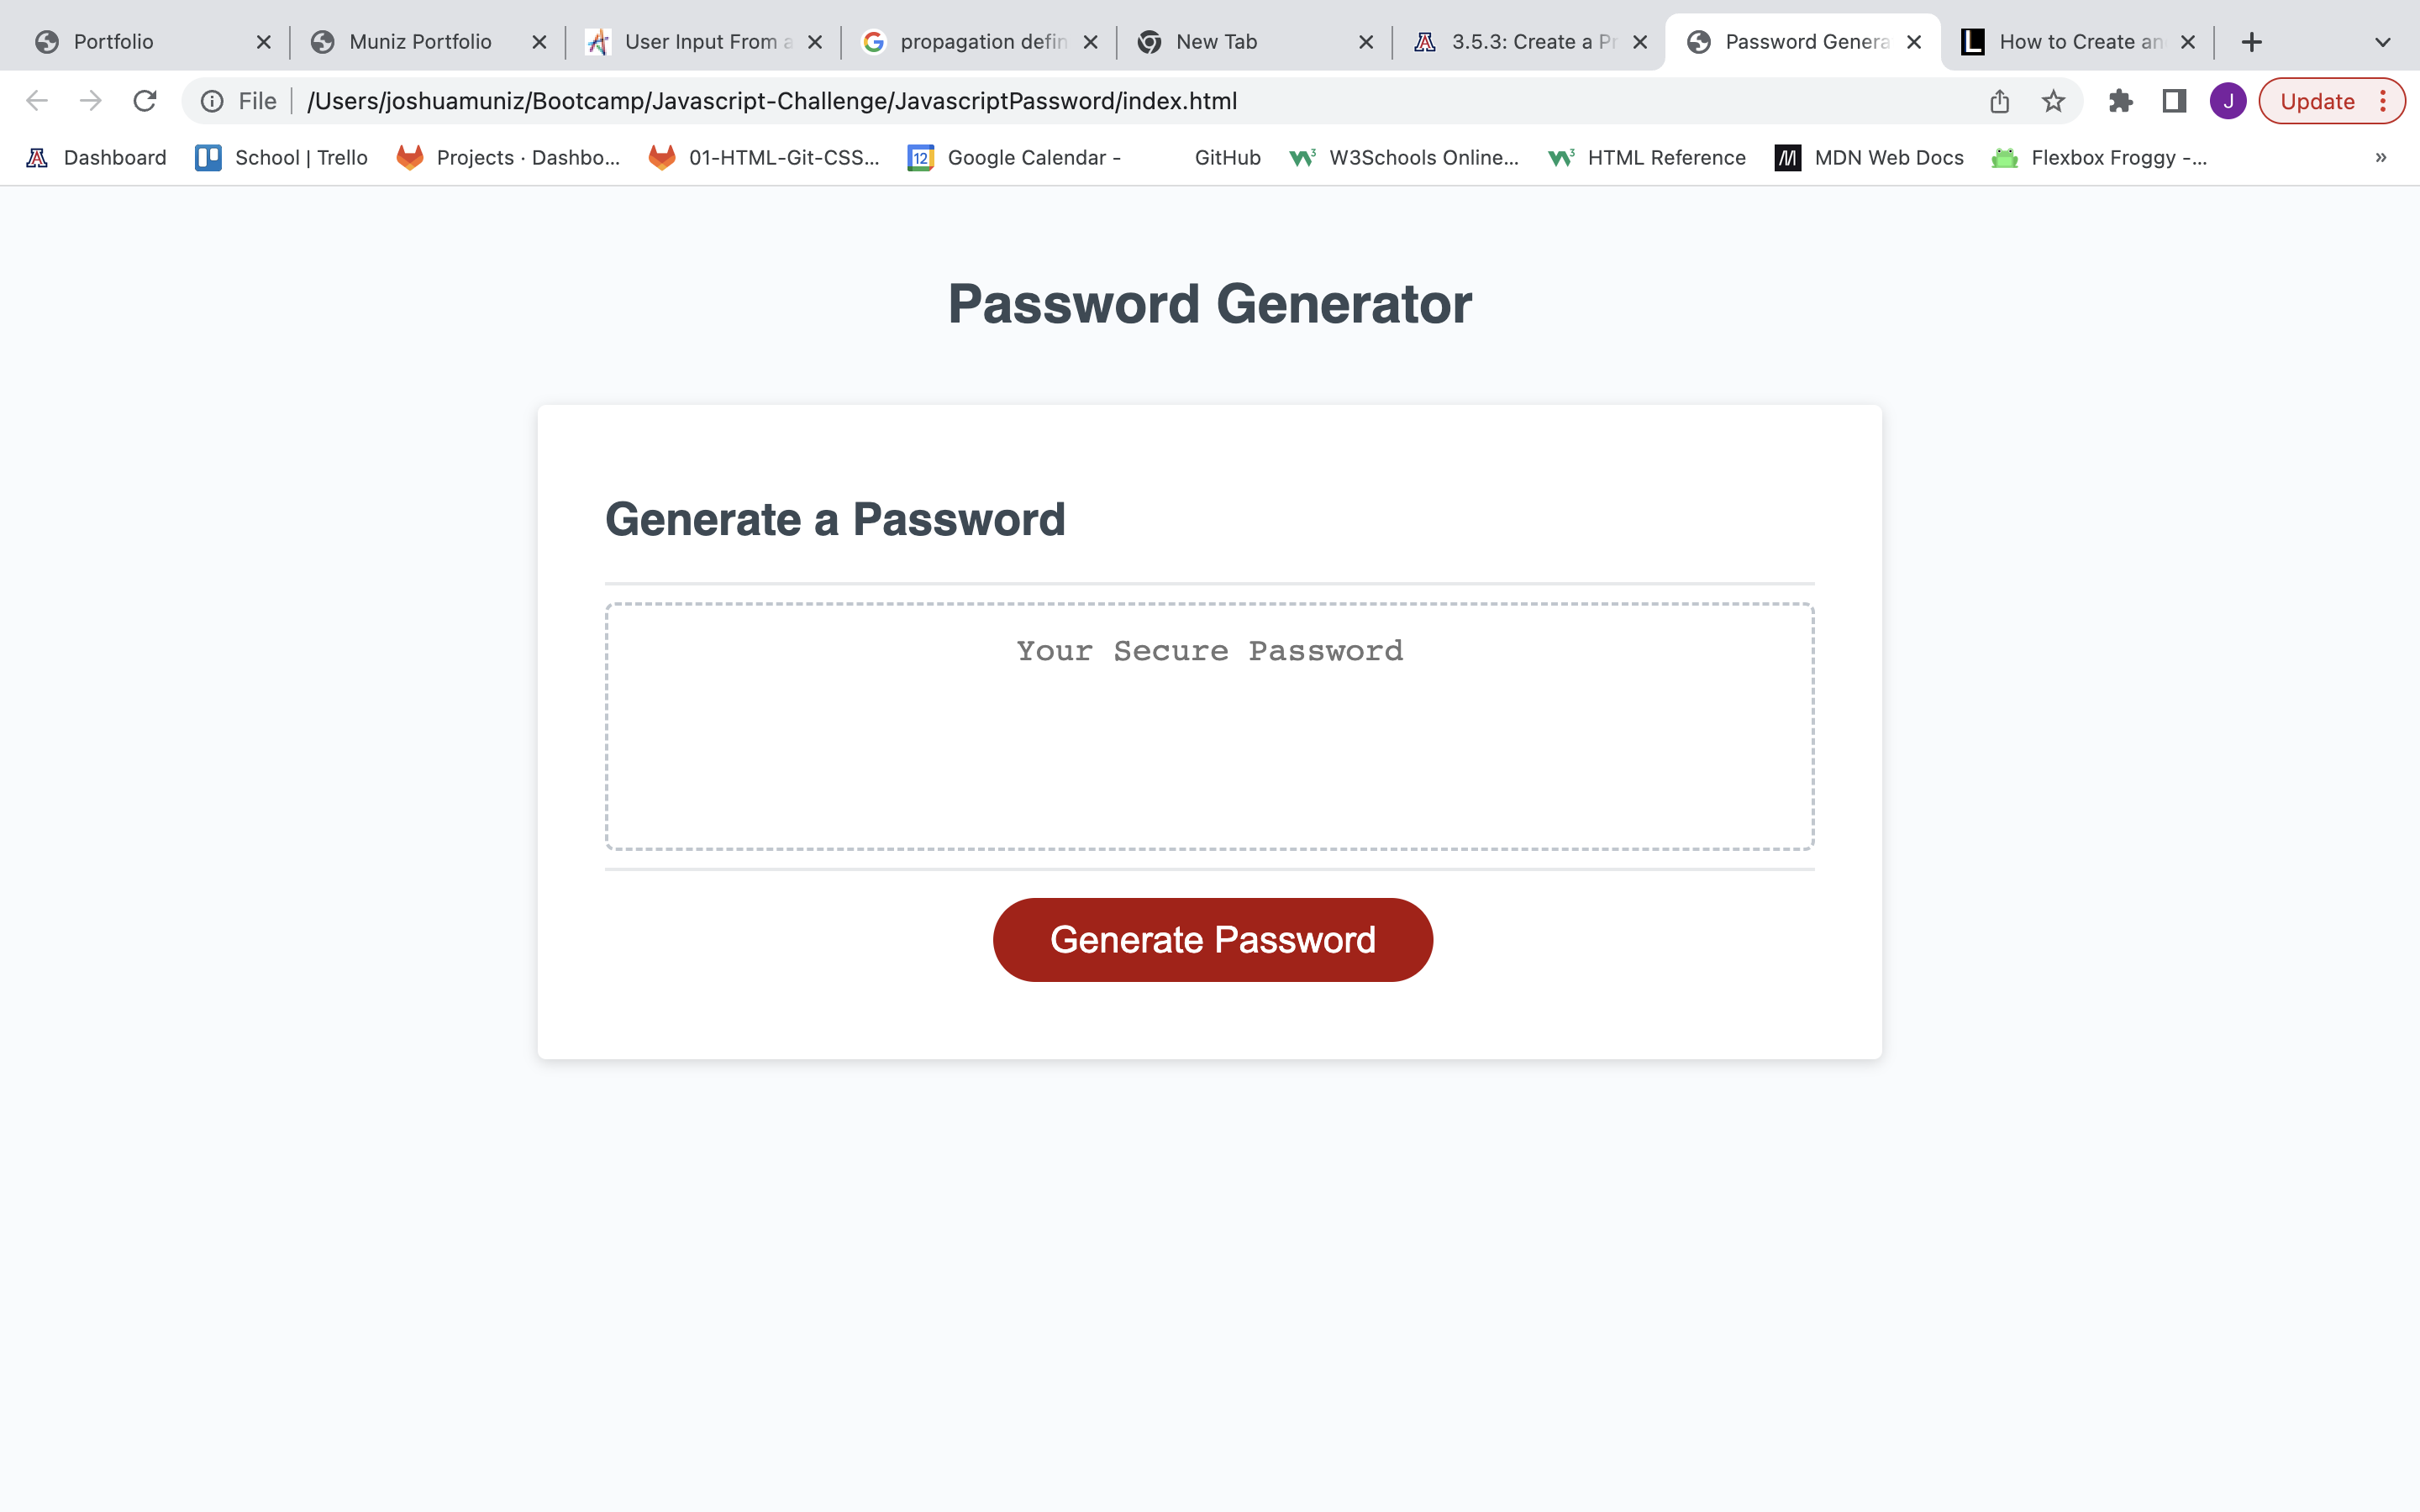 Portfolio
Muniz Portfolio
User Input From a
propagation defin
New Tab
3.5.3: Create a Pr
Password Genera
How to Create an
File
/Users/joshuamuniz/Bootcamp/Javascript-Challenge/JavascriptPassword/index.html
J
Update
Dashboard
School | Trello
Projects · Dashbo...
01-HTML-Git-CSS...
12
Google Calendar -
GitHub
W3Schools Online...
HTML Reference
MDN Web Docs
Flexbox Froggy -...
»
Password Generator
Generate a Password
Your Secure Password
Generate Password